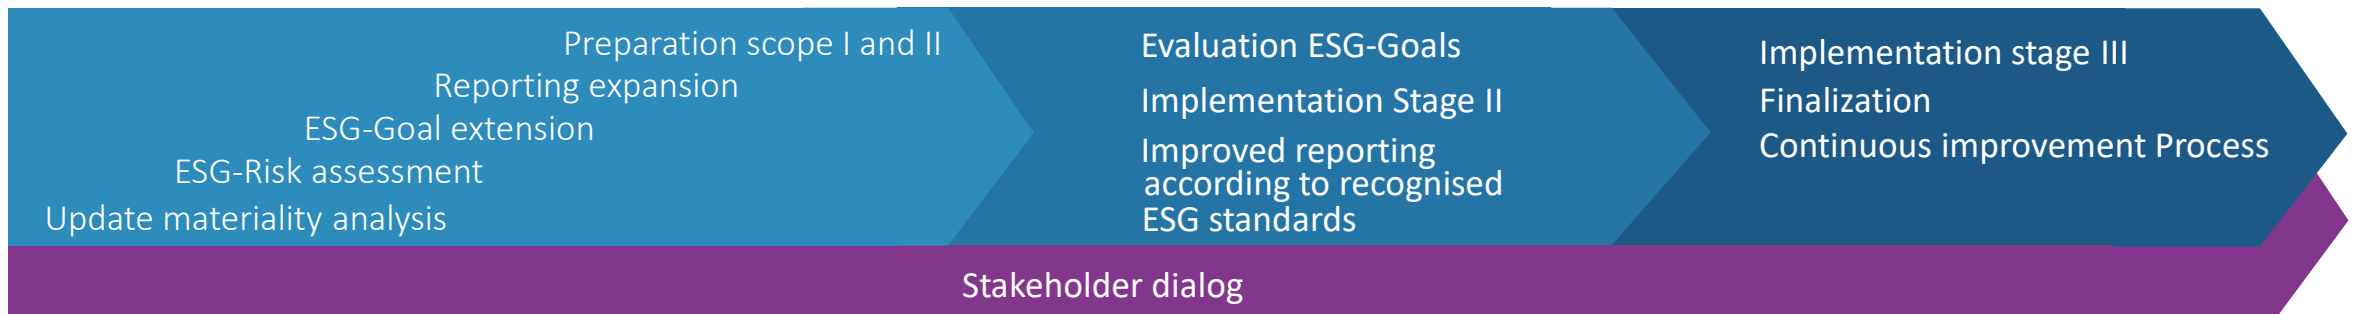 Preparation scope I and II
Reporting expansion
ESG-Goal extension
ESG-Risk assessment
Update materiality analysis
Evaluation ESG-Goals
Implementation Stage II
Improved reporting
according to recognised
ESG standards
Implementation stage III
Finalization
Continuous improvement Process
Stakeholder dialog